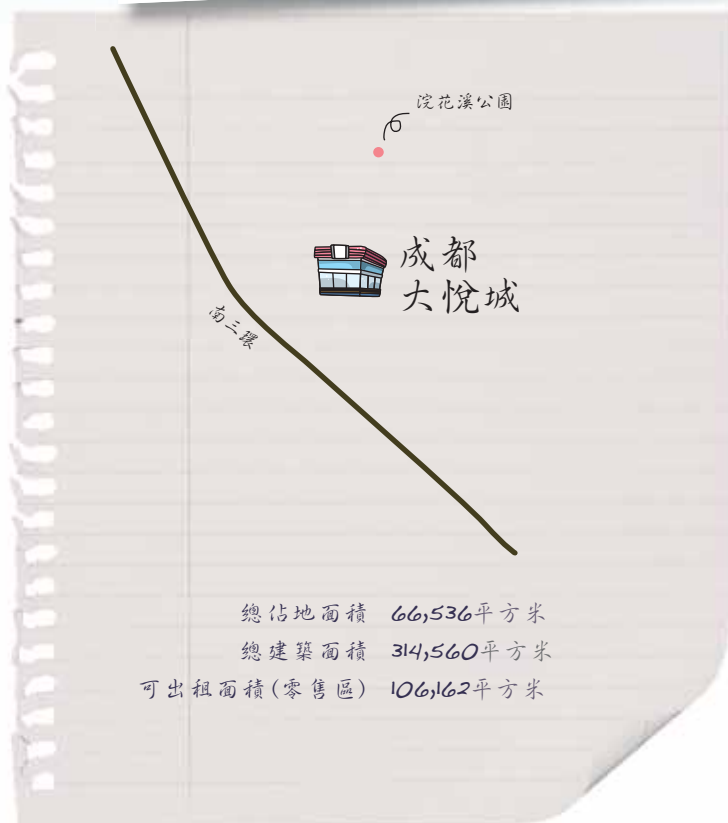 浣花溪公園
成都
大悅城
南三環
總佔地面積 66,536平方米
總建築面積 314,560平方米
可出租面積(零售區) 106,162平方米